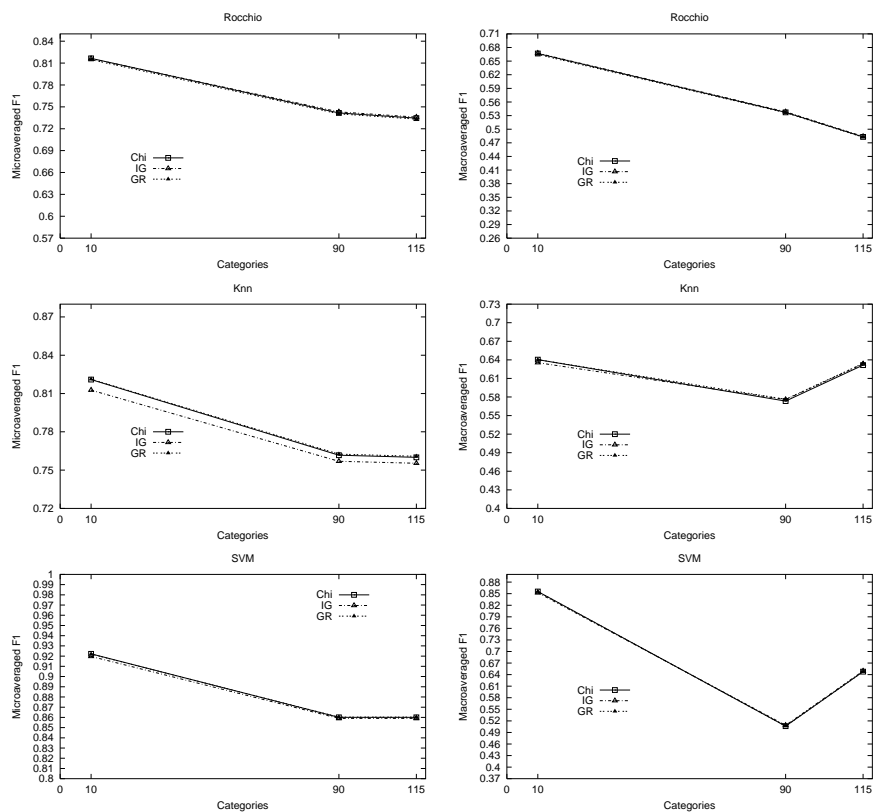 Rocchio
0.84
0.81
0.78
0.75
0.72
0.69
0.66
0.63
0.6
0.57
Microaveraged F1
Chi
IG
GR
0 10 90 115
Categories
Rocchio
0.71
0.68
0.65
0.62
0.59
0.56
0.53
0.5
0.47
0.44
0.41
0.38
0.35
0.32
0.29
0.26
Macroaveraged F1
Chi
IG
GR
0 10 90 115
Categories
Knn
0.87
0.84
0.81
0.78
0.75
0.72
Microaveraged F1
Chi
IG
GR
0 10 90 115
Categories
Knn
0.73
0.7
0.67
0.64
0.61
0.58
0.55
0.52
0.49
0.46
0.43
0.4
Macroaveraged F1
Chi
IG
GR
0 10 90 115
Categories
SVM
1
0.99
0.98
0.97
0.96
0.95
0.94
0.93
0.92
0.91
0.9
0.89
0.88
0.87
0.86
0.85
0.84
0.83
0.82
0.81
0.8
Microaveraged F1
Chi
IG
GR
0 10 90 115
Categories
SVM
0.88
0.85
0.82
0.79
0.76
0.73
0.7
0.67
0.64
0.61
0.58
0.55
0.52
0.49
0.46
0.43
0.4
0.37
Macroaveraged F1
Chi
IG
GR
0 10 90 115
Categories